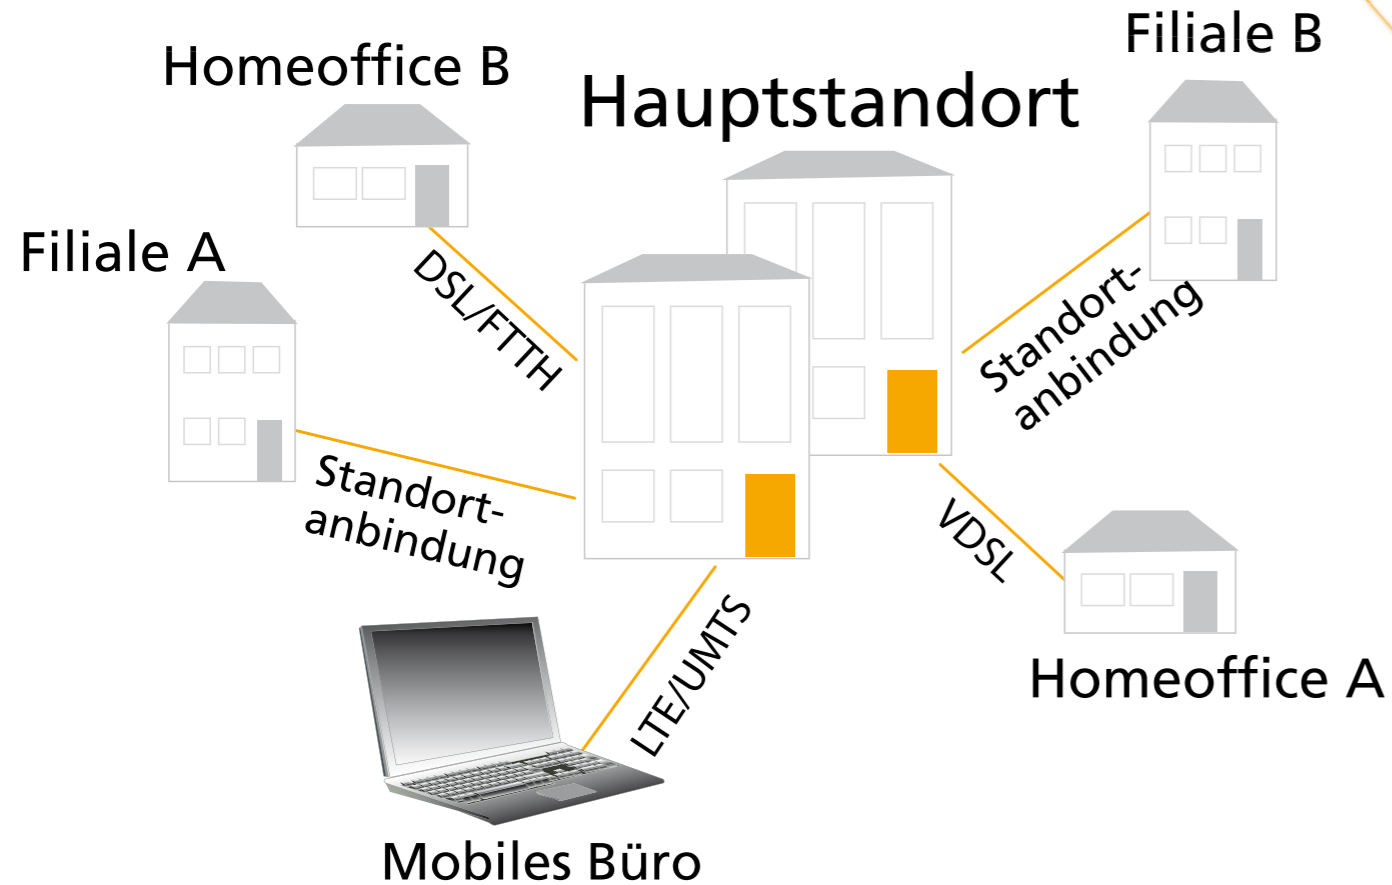 Filiale B
Homeoffice B
Hauptstandort
Filiale A
DSL/FTTH
Standort-
anbindung
Standort-
anbindung
VDSL
LTE/UMTS
Homeoffice A
Mobiles Büro